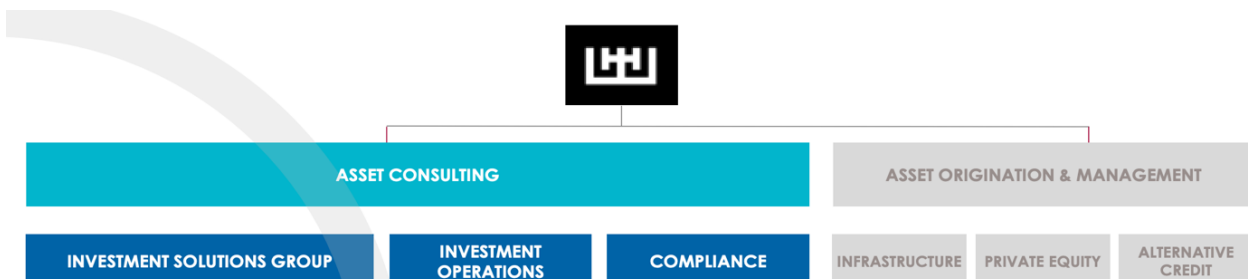 ASSET CONSULTING
ASSET ORIGINATION & MANAGEMENT
INVESTMENT SOLUTIONS GROUP
INVESTMENT
OPERATIONS
COMPLIANCE
INFRASTRUCTURE
PRIVATE EQUITY
ALTERNATIVE
CREDIT